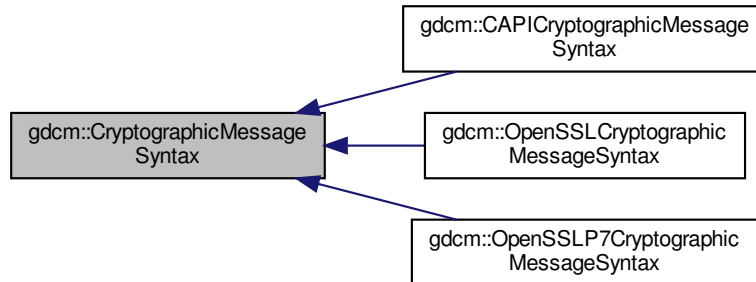 gdcm::CAPICryptographicMessage
Syntax
gdcm::CryptographicMessage
Syntax
gdcm::OpenSSLCryptographic
MessageSyntax
gdcm::OpenSSLP7Cryptographic
MessageSyntax